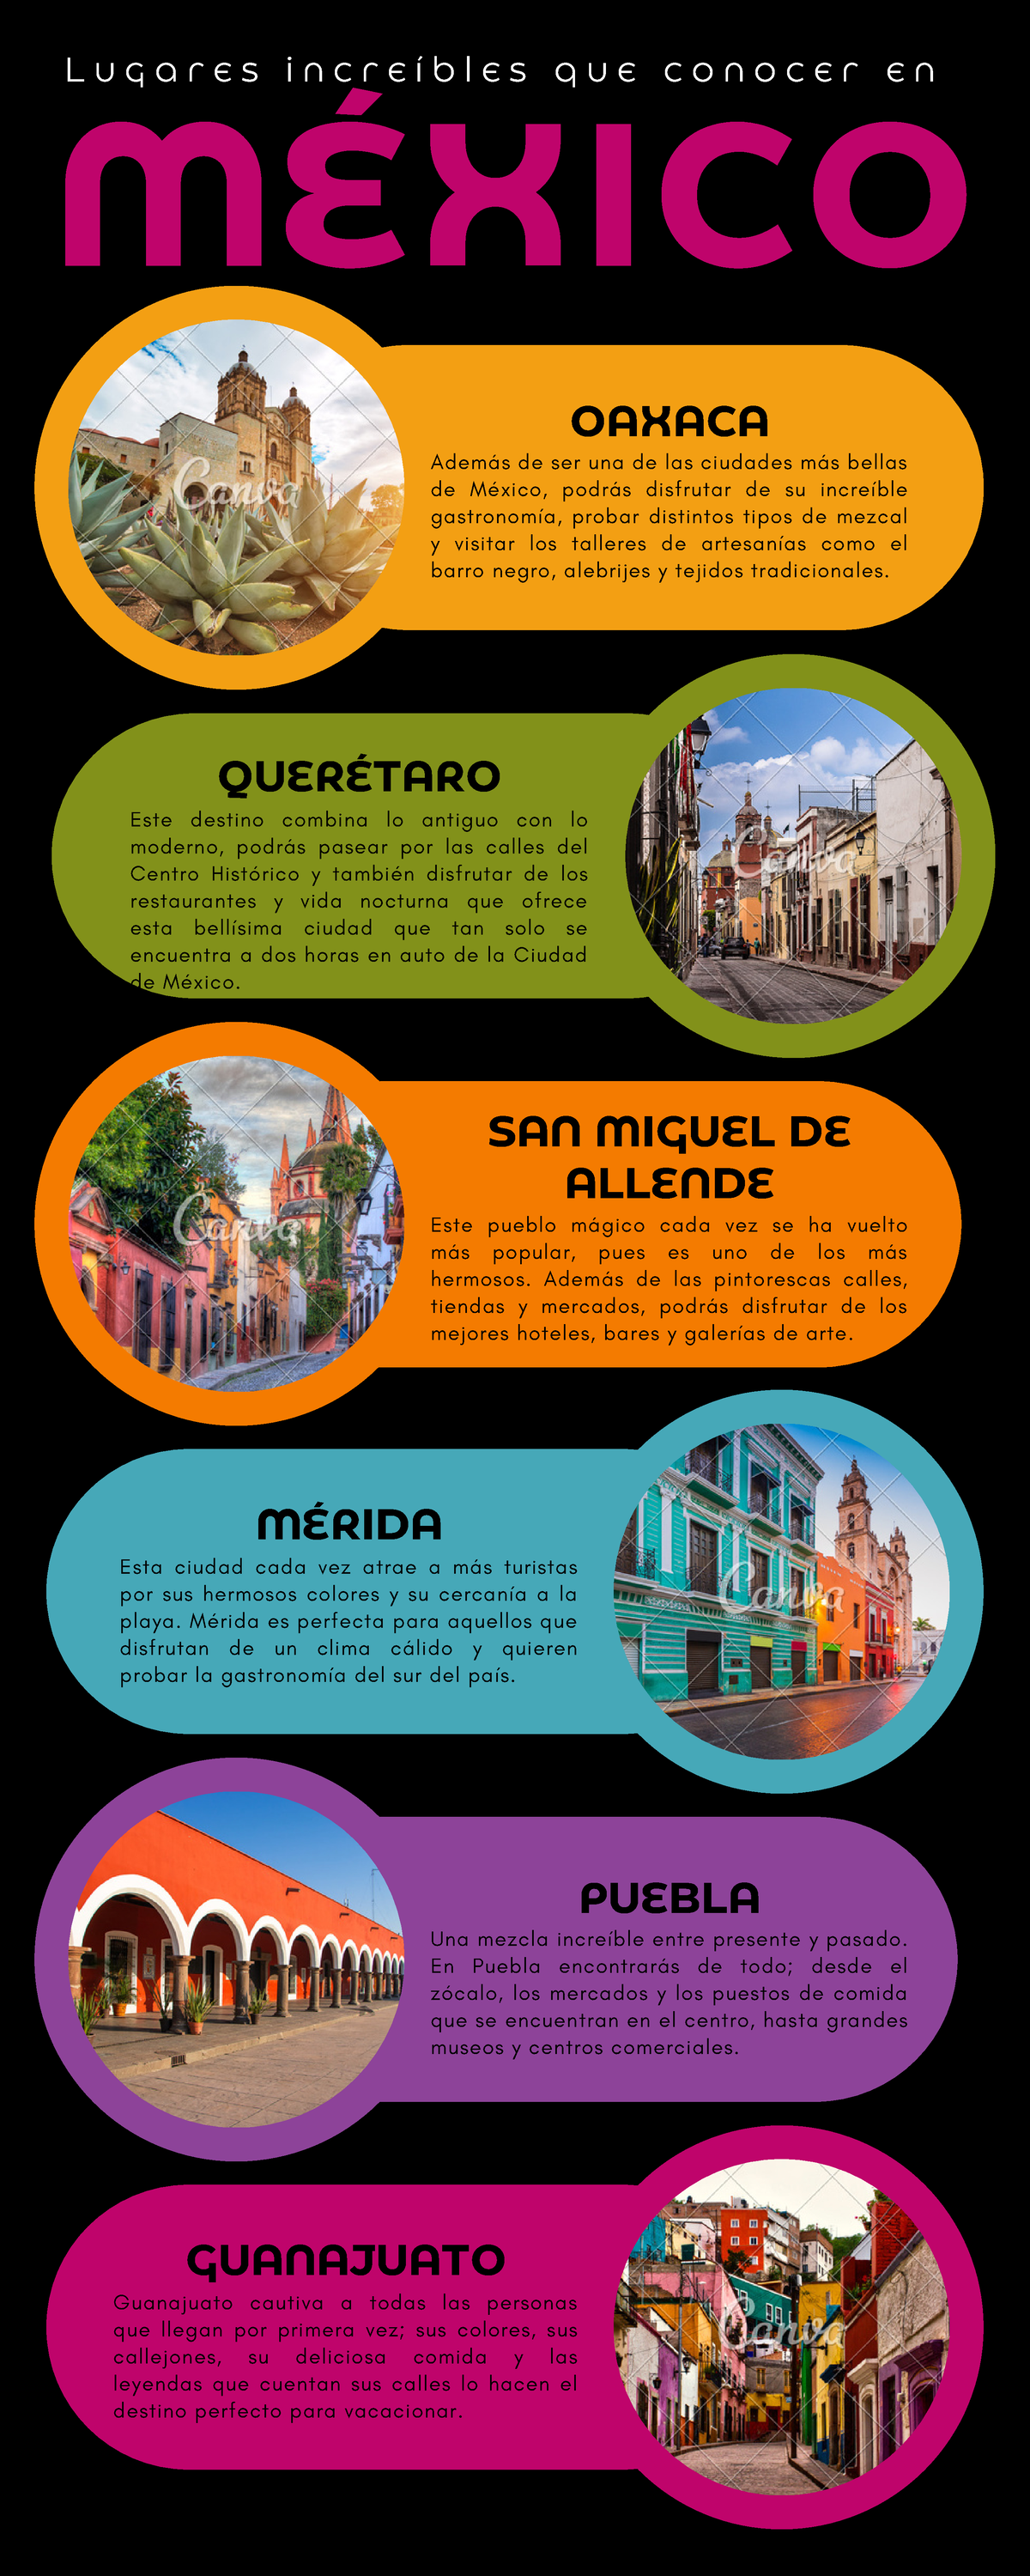 Lugares increíbles que conocer en
MÉXICO
OAXACA
Además de ser una de las ciudades más bellas
de México, podrás disfrutar de su increíble
gastronomía, probar distintos tipos de mezcal
y visitar los talleres de artesanías como el
barro negro, alebrijes y tejidos tradicionales.
Canva
QUERÉTARO
Este destino combina lo antiguo con lo
moderno, podrás pasear por las calles del
Centro Histórico y también disfrutar de los
restaurantes y vida nocturna que ofrece
esta bellísima ciudad que tan solo se
encuentra a dos horas en auto de la Ciudad
de México.
Canva
SAN MIGUEL DE
ALLENDE
Este pueblo mágico cada vez se ha vuelto
más popular, pues es uno de los más
hermosos. Además de las pintorescas calles,
tiendas y mercados, podrás disfrutar de los
mejores hoteles, bares y galerías de arte.
Canva
MÉRIDA
Esta ciudad cada vez atrae a más turistas
por sus hermosos colores y su cercanía a la
playa. Mérida es perfecta para aquellos que
disfrutan de un clima cálido y quieren
probar la gastronomía del sur del país.
Canva
PUEBLA
Una mezcla increíble entre presente y pasado.
En Puebla encontrarás de todo; desde el
zócalo, los mercados y los puestos de comida
que se encuentran en el centro, hasta grandes
museos y centros comerciales.
GUANAJUATO
Guanajuato cautiva a todas las personas
que llegan por primera vez; sus colores, sus
callejones, su deliciosa comida y las
leyendas que cuentan sus calles lo hacen el
destino perfecto para vacacionar.
Canva